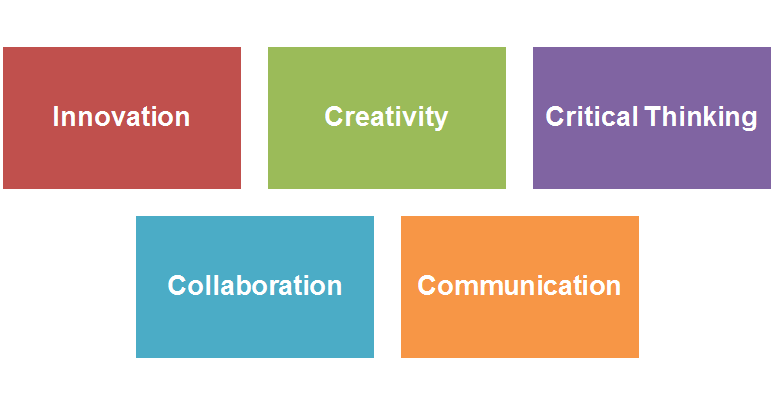 Innovation
Creativity
Critical Thinking
Collaboration
Communication